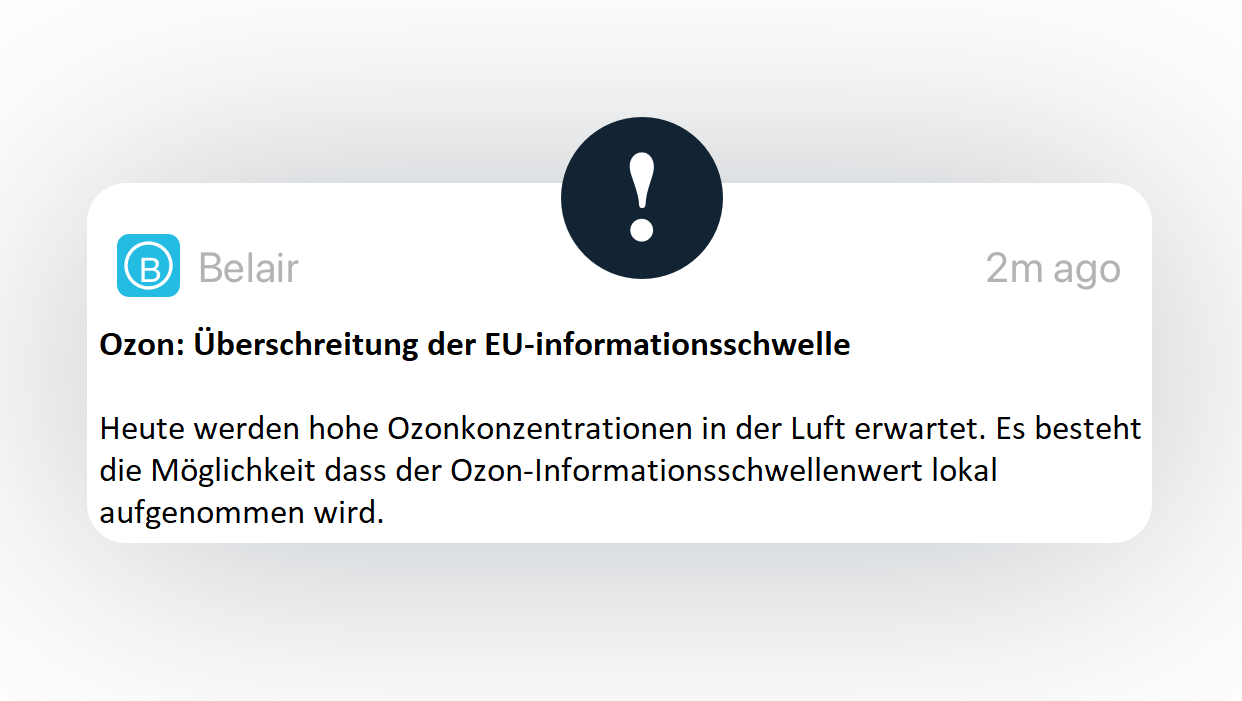 !
B Belair 2m ago
Ozon: Überschreitung der EU-informationsschwelle
Heute werden hohe Ozonkonzentrationen in der Luft erwartet. Es besteht
die Möglichkeit dass der Ozon-Informationsschwellenwert lokal
aufgenommen wird.